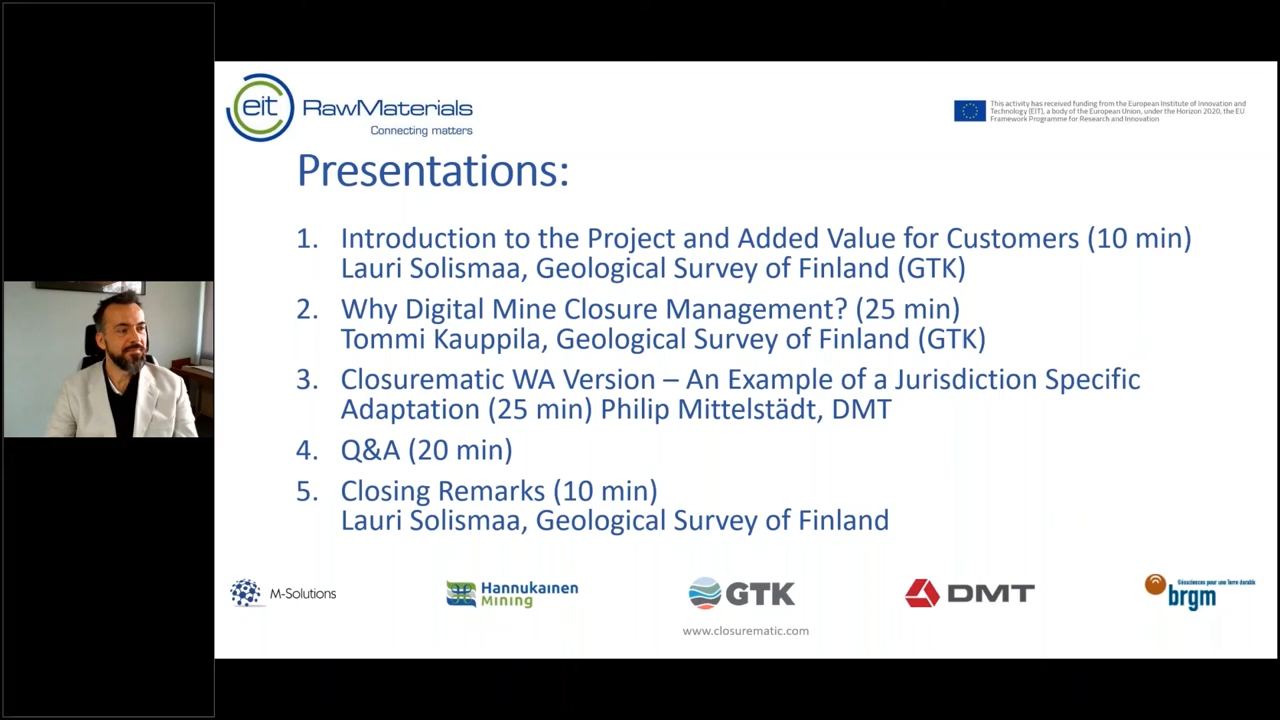 eit RawMaterials
Connecting matters
This activity has received funding from the European Institute of Innovation and
Technology (EIT), a body of the European Union, under the Horizon 2020, the EU
Framework Programme for Research and Innovation
Presentations:
1. Introduction to the Project and Added Value for Customers (10 min)
Lauri Solismaa, Geological Survey of Finland (GTK)
2. Why Digital Mine Closure Management? (25 min)
Tommi Kauppila, Geological Survey of Finland (GTK)
3. Closurematic WA Version – An Example of a Jurisdiction Specific
Adaptation (25 min) Philip Mittelstädt, DMT
4. Q&A (20 min)
5. Closing Remarks (10 min)
Lauri Solismaa, Geological Survey of Finland
M-Solutions
Hannukainen
Mining
GTK
DMT
Géosciences pour une Terre durable
brgm
www.closurematic.com